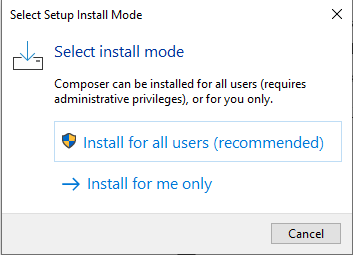 Select Setup Install Mode
Select install mode
Composer can be installed for all users (requires
administrative privileges), or for you only.
Install for all users (recommended)
Install for me only
Cancel